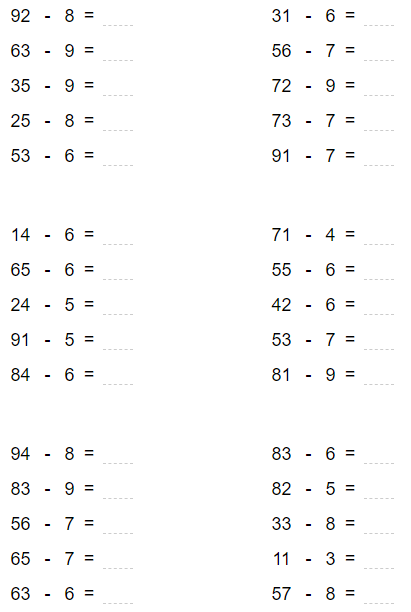 92 - 8 = 31 - 6 =
63 - 9 = 56 - 7 =
35 - 9 = 72 - 9 =
25 - 8 = 73 - 7 =
53 - 6 = 91 - 7 =
14 - 6 = 71 - 4 =
65 - 6 = 55 - 6 =
24 - 5 = 42 - 6 =
91 - 5 = 53 - 7 =
84 - 6 = 81 - 9 =
94 - 8 = 83 - 6 =
83 - 9 = 82 - 5 =
56 - 7 = 33 - 8 =
65 - 7 = 11 - 3 =
63 - 6 = 57 - 8 =